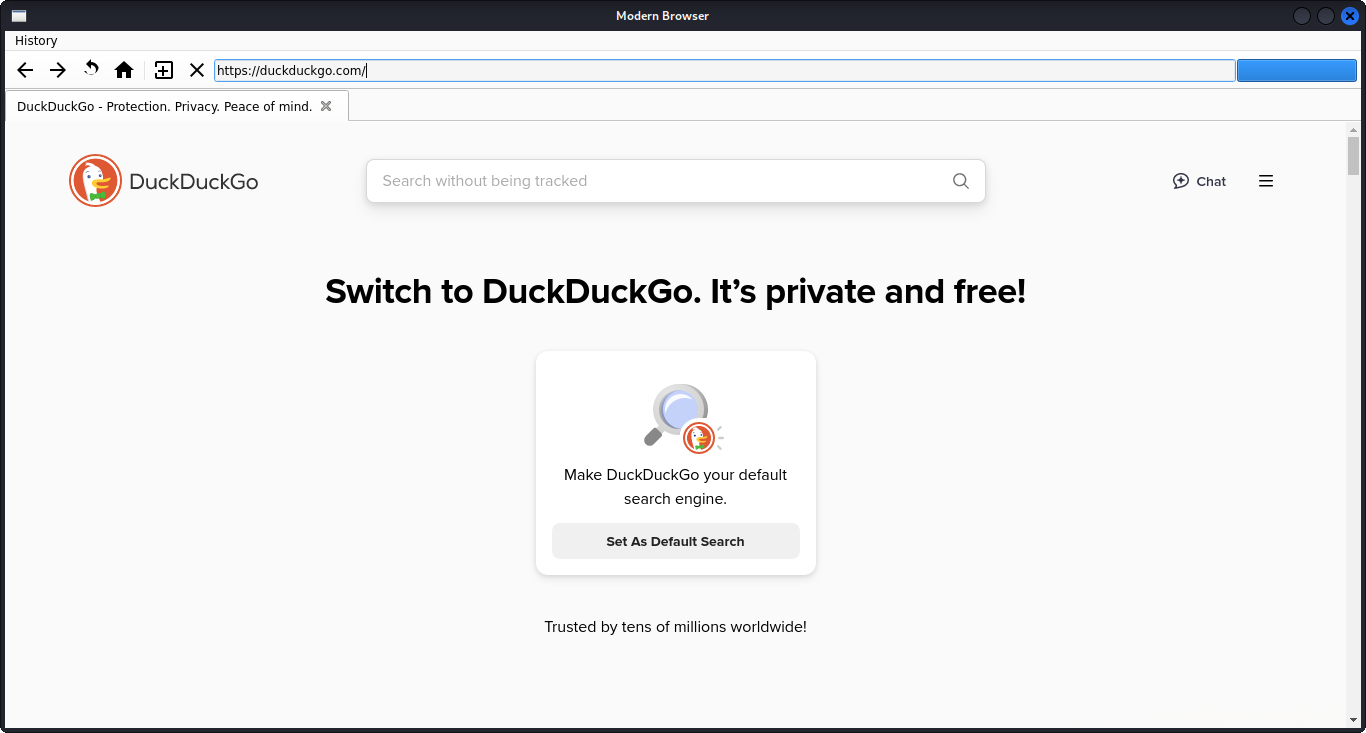 Modern Browser
History
https://duckduckgo.com/
DuckDuckGo - Protection. Privacy. Peace of mind.
DuckDuckGo
Search without being tracked
Chat
Switch to DuckDuckGo. It’s private and free!
Make DuckDuckGo your default
search engine.
Set As Default Search
Trusted by tens of millions worldwide!